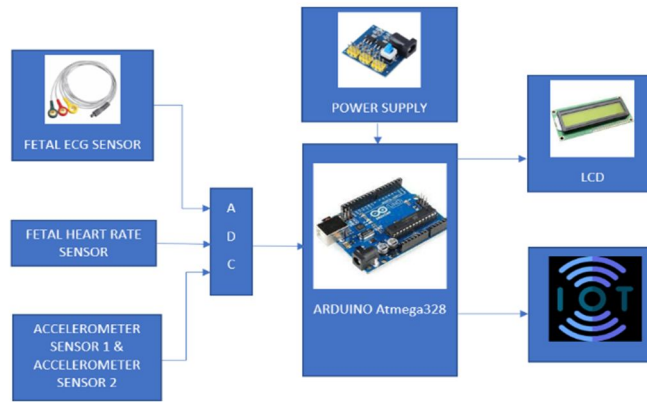 FETAL ECG SENSOR
FETAL HEART RATE
SENSOR
ACCELEROMETER
SENSOR 1 &
ACCELEROMETER
SENSOR 2
A
D
C
POWER SUPPLY
ARDUINO Atmega328
LCD
IOT